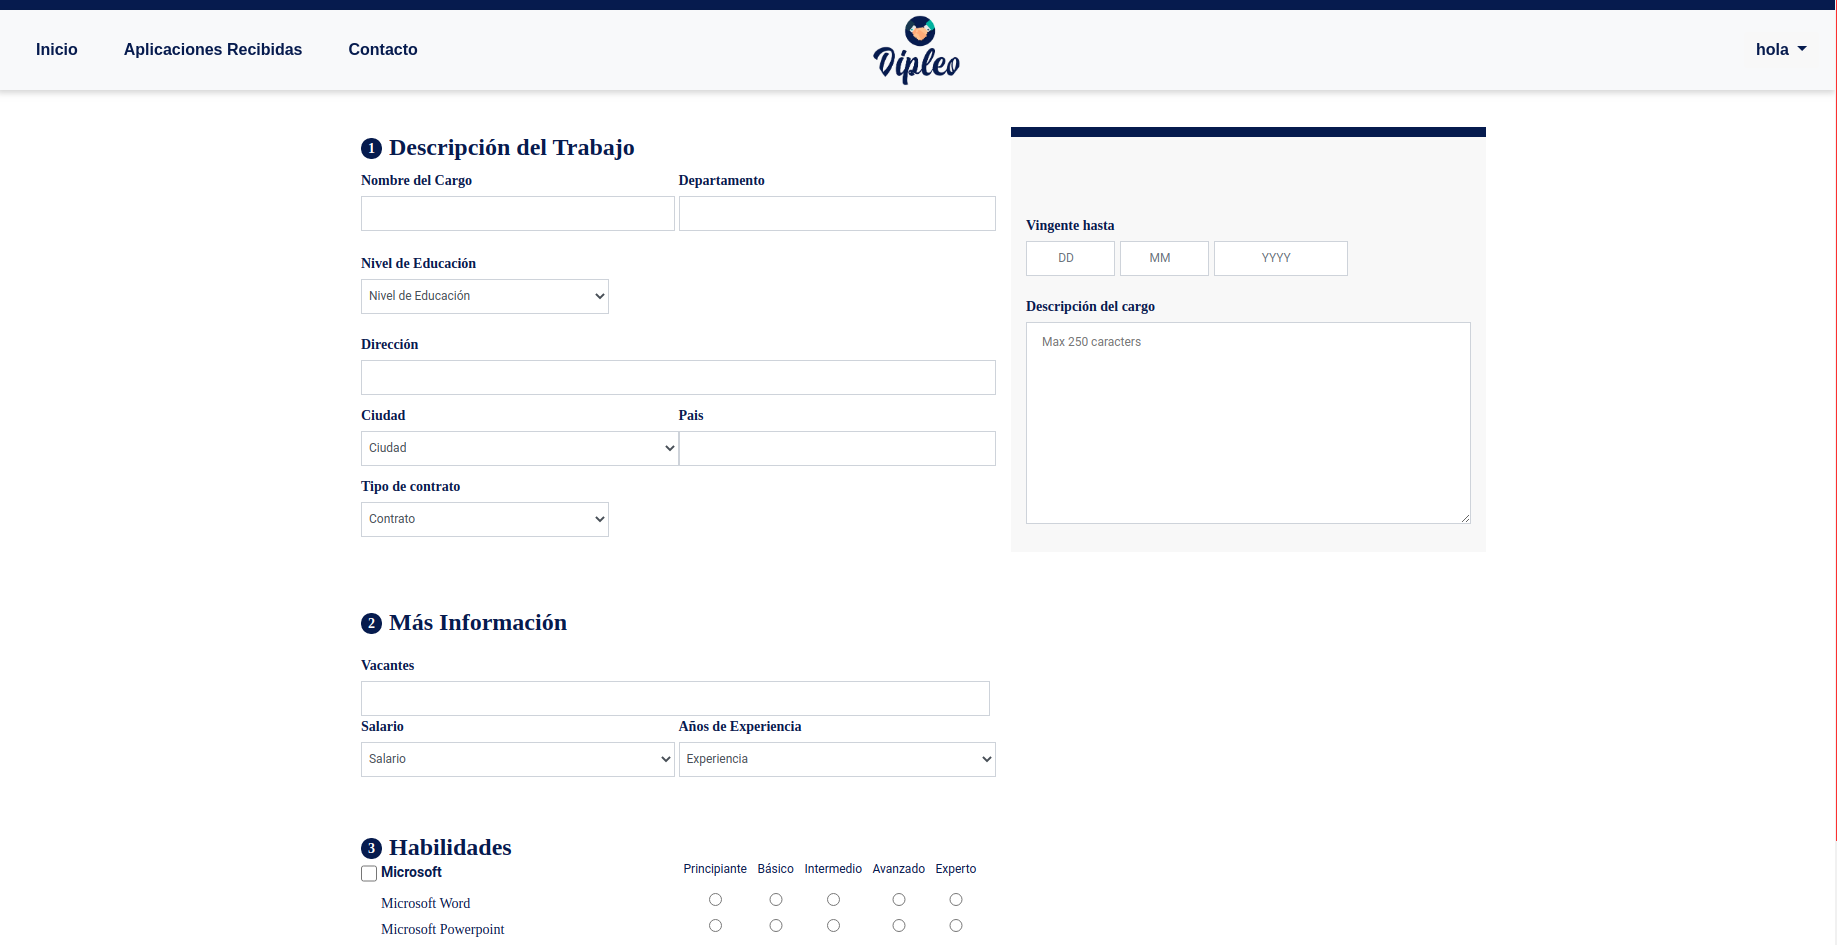 Inicio
Aplicaciones Recibidas
Contacto
Dipleo
hola
1 Descripción del Trabajo
Nombre del Cargo
Departamento
Nivel de Educación
Nivel de Educación
Dirección
Ciudad
Pais
Ciudad
Tipo de contrato
Contrato
Vingente hasta
DD
MM
YYYY
Descripción del cargo
Max 250 caracters
2 Más Información
Vacantes
Salario
Años de Experiencia
Salario
Experiencia
3 Habilidades
Microsoft
Principiante Básico Intermedio Avanzado Experto
Microsoft Word
Microsoft Powerpoint